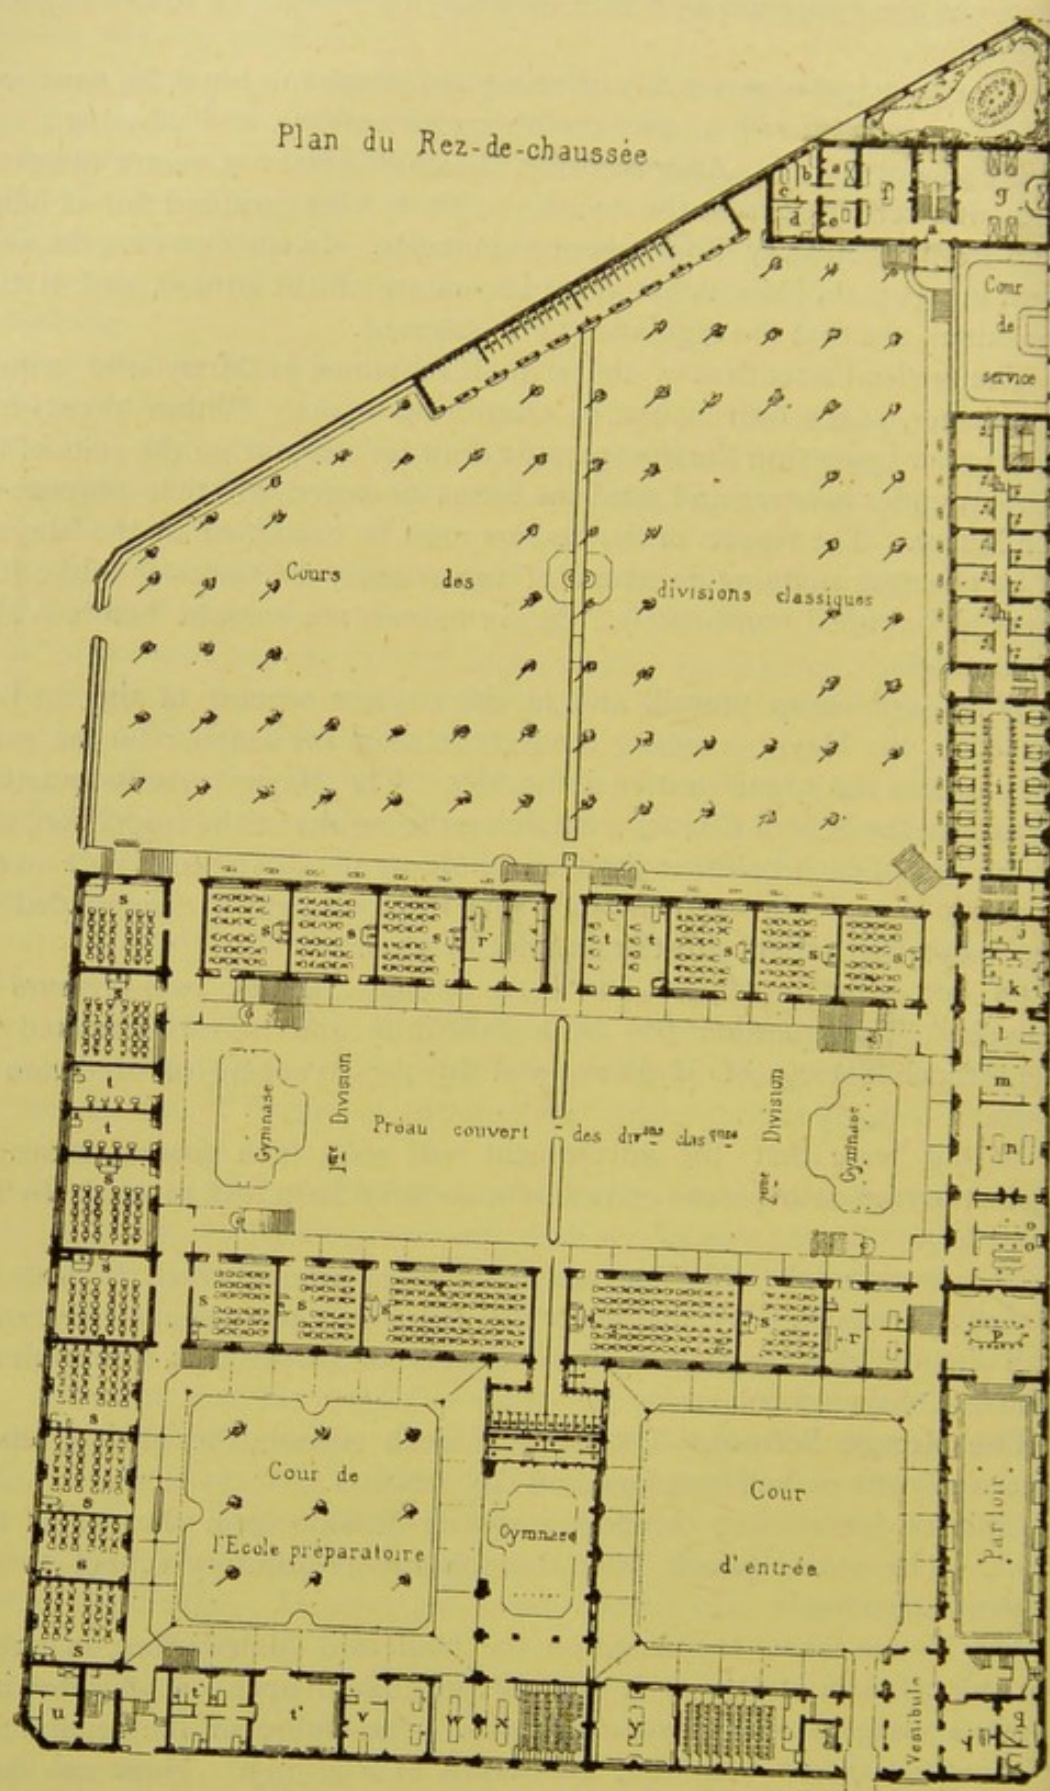 Plan du Rez-de-chaussée
b a
c
d e f g
a
Cour
de
service
h
h
i
Cours des divisions classiques
s
s s s r t t s s s
s
t
t
s
s
k
l
m
n
o
p
Gymnase
1ère Division
Préau couvert des divons clasques
2ème Division
Gymnase
s s s s s r
s
s
s
s
Cour de
l'Ecole préparatoire
Gymnase
Cour
d'entrée
Parloir
u t t' v w x y
Vestibule
j